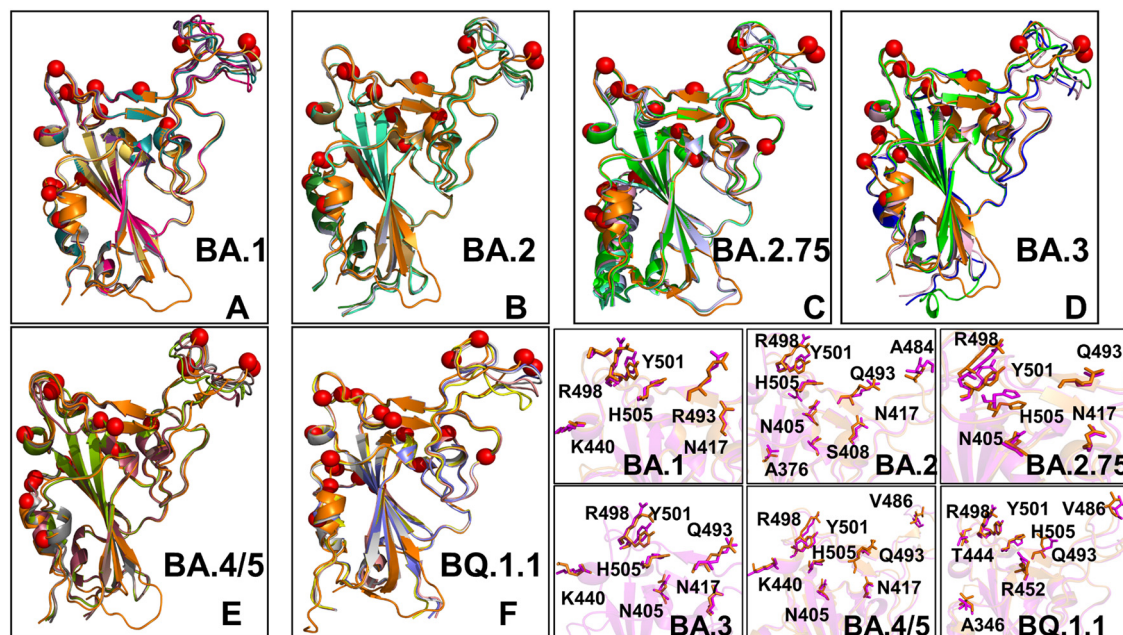 BA.1
A
BA.2
B
BA.2.75
C
BA.3
D
BA.4/5
E
BQ.1.1
F
Y501
R498
H505
R493
K440
N417
BA.1
R498
Y501
A484
H505
Q493
N405
N417
S408
A376
BA.2
R498
Q493
Y501
H505
N417
N405
BA.2.75
R498
Y501
Q493
H505
K440
N417
N405
BA.3
V486
R498
Y501
H505
Q493
K440
N417
N405
BA.4/5
R498
Y501
V486
H505
T444
Q493
R452
A346
BQ.1.1